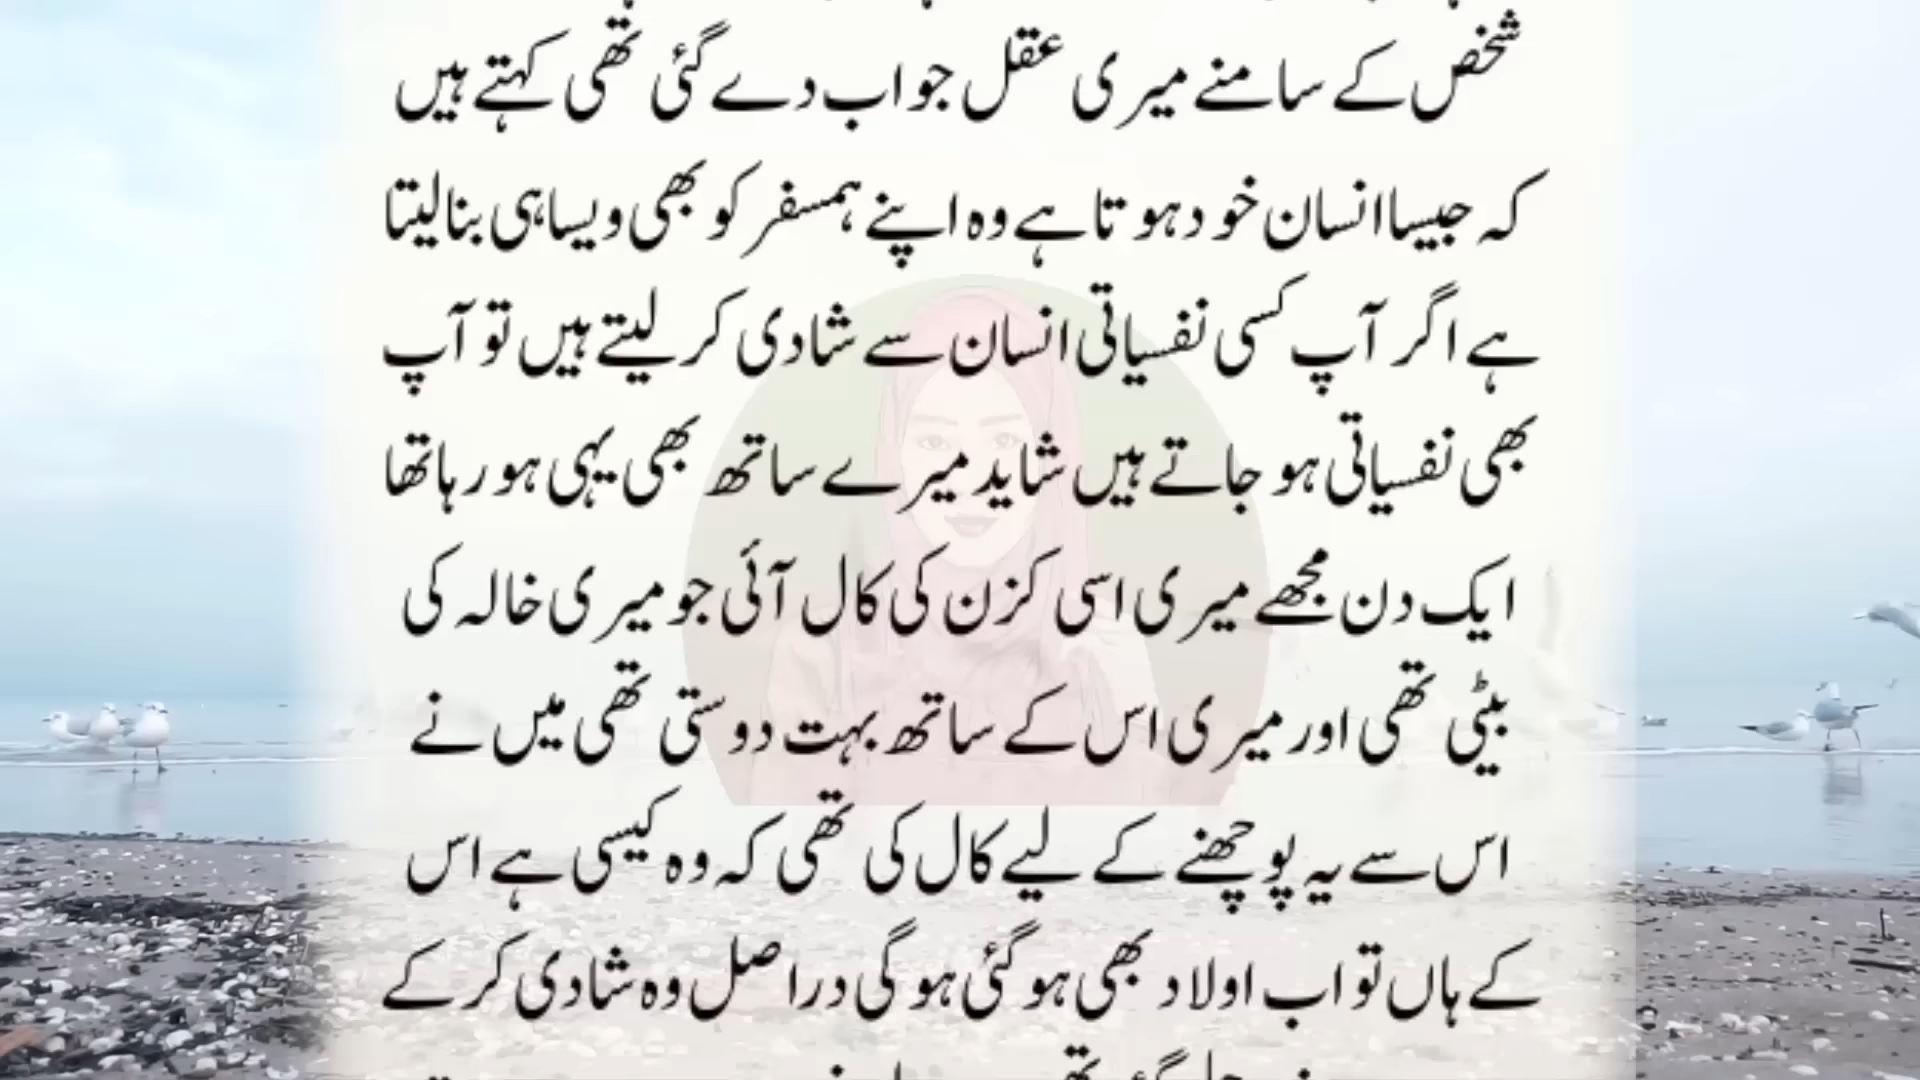 شخص کے سامنے میری عقل جواب دے گئی تھی کہتے ہیں
کہ جیسا انسان خود ہوتا ہے وہ اپنے ہمسفر کو بھی ویسا ہی بنا لیتا
ہے اگر آپ کسی نفسیاتی انسان سے شادی کر لیتے ہیں تو آپ
بھی نفسیاتی ہو جاتے ہیں شاید میرے ساتھ بھی یہی ہو رہا تھا
ایک دن مجھے میری اسی کزن کی کال آئی جو میری خالہ کی
بیٹی تھی اور میری اس کے ساتھ بہت دوستی تھی میں نے
اس سے یہ پوچھنے کے لیے کال کی تھی کہ وہ کیسی ہے اس
کے ہاں تو اب اولاد بھی ہو گئی ہو گی دراصل وہ شادی کر کے